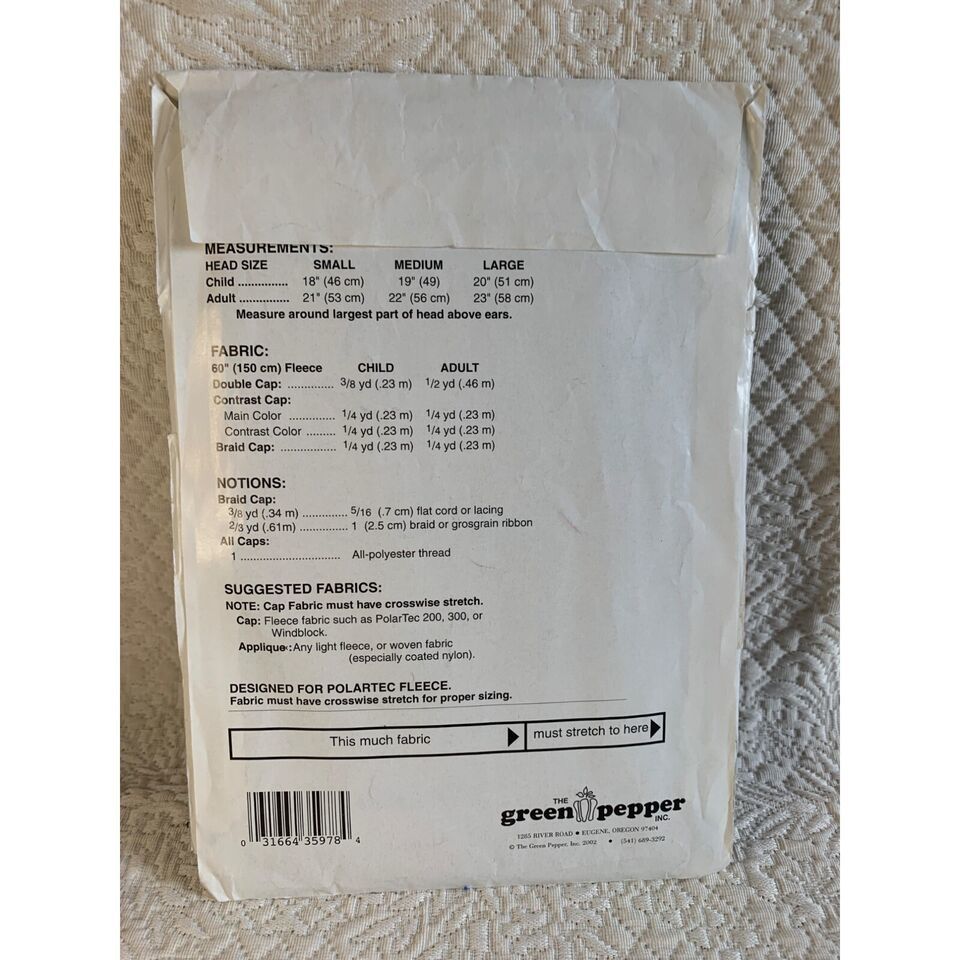 MEASUREMENTS:
HEAD SIZE SMALL MEDIUM LARGE
Child ............... 18" (46 cm) 19" (49) 20" (51 cm)
Adult ............... 21" (53 cm) 22" (56 cm) 23" (58 cm)
Measure around largest part of head above ears.
FABRIC:
60" (150 cm) Fleece CHILD ADULT
Double Cap: .............. 3/8 yd (.23 m) 1/2 yd (.46 m)
Contrast Cap:
Main Color .............. 1/4 yd (.23 m) 1/4 yd (.23 m)
Contrast Color ......... 1/4 yd (.23 m) 1/4 yd (.23 m)
Braid Cap: ................. 1/4 yd (.23 m) 1/4 yd (.23 m)
NOTIONS:
Braid Cap:
3/8 yd (.34 m) .............. 5/16 (.7 cm) flat cord or lacing
2/3 yd (.61m) ............... 1 (2.5 cm) braid or grosgrain ribbon
All Caps:
1 .............................. All-polyester thread
SUGGESTED FABRICS:
NOTE: Cap Fabric must have crosswise stretch.
Cap: Fleece fabric such as PolarTec 200, 300, or
Windblock.
Applique‹:Any light fleece, or woven fabric
(especially coated nylon).
DESIGNED FOR POLARTEC FLEECE.
Fabric must have crosswise stretch for proper sizing.
This much fabric must stretch to here
0 31664 35978 4
THE green pepper INC.
1285 RIVER ROAD • EUGENE, OREGON 97404
© The Green Pepper, Inc. 2002 • (541) 689-3292